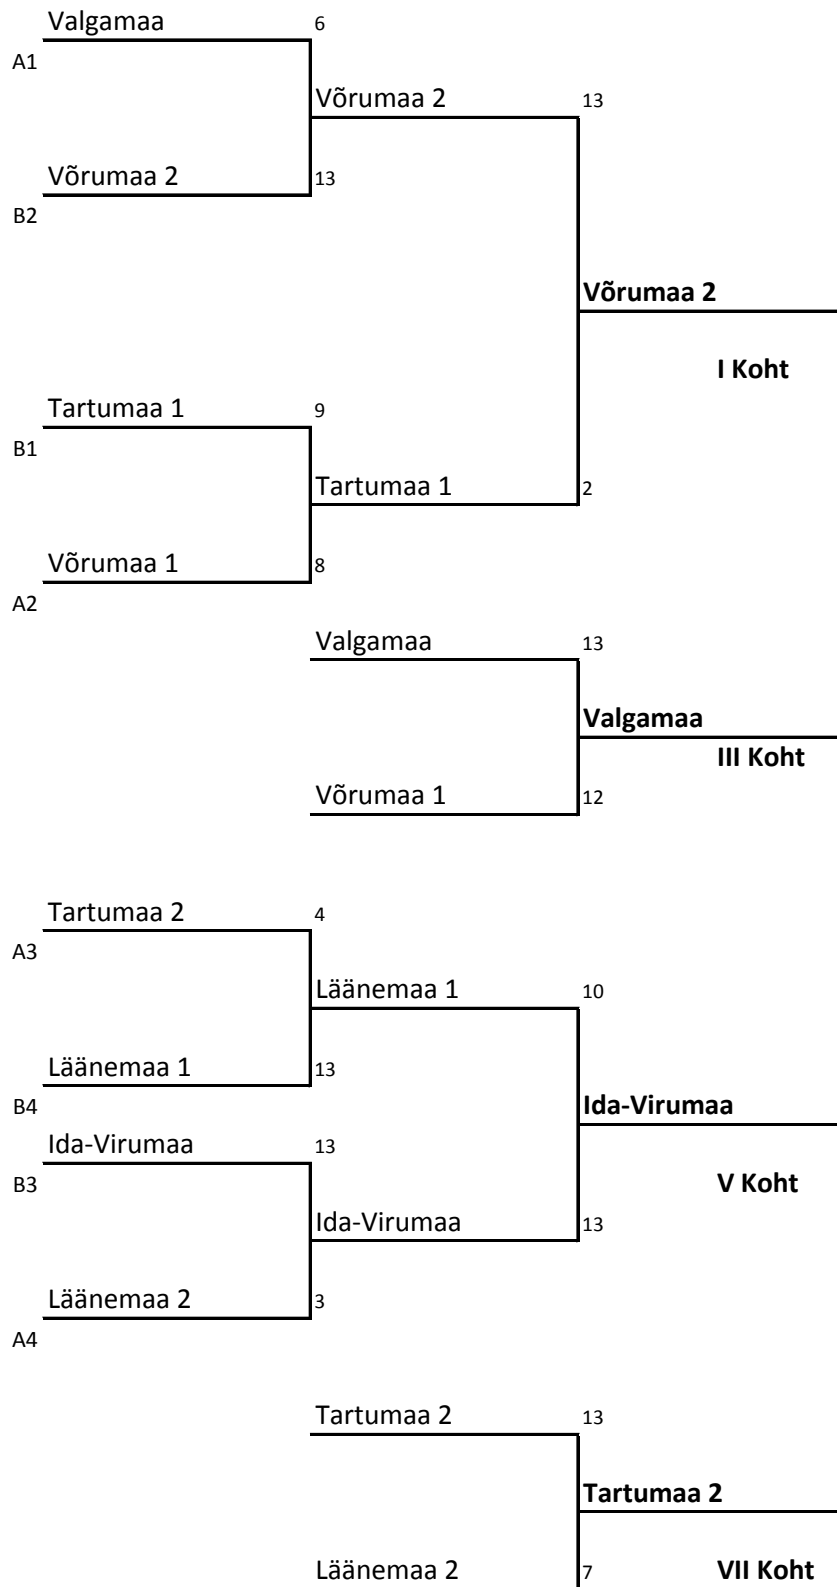 Valgamaa 6
A1
Võrumaa 2 13
Võrumaa 2 13
B2
Võrumaa 2
I Koht
Tartumaa 1 9
B1
Tartumaa 1 2
Võrumaa 1 8
A2
Valgamaa 13
Valgamaa
III Koht
Võrumaa 1 12
Tartumaa 2 4
A3
Läänemaa 1 10
Läänemaa 1 13
B4
Ida-Virumaa
Ida-Virumaa 13
B3
V Koht
Ida-Virumaa 13
Läänemaa 2 3
A4
Tartumaa 2 13
Tartumaa 2
Läänemaa 2 7 VII Koht